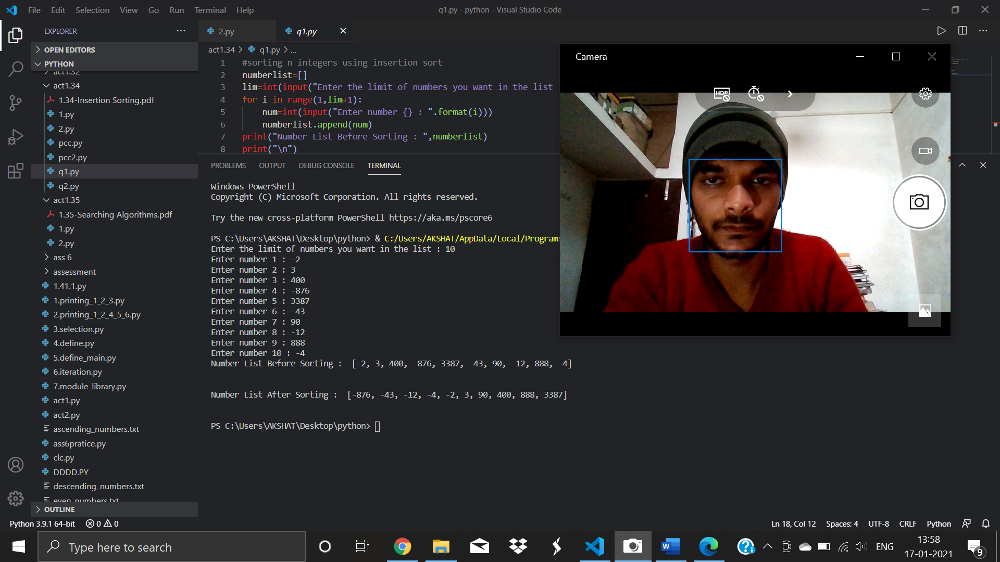 File Edit Selection View Go Run Terminal Help
q1.py - python - Visual Studio Code
EXPLORER
OPEN EDITORS
PYTHON
act1.32
act1.34
1.34-Insertion Sorting.pdf
1.py
2.py
pcc.py
pcc2.py
q1.py
q2.py
act1.35
1.35-Searching Algorithms.pdf
1.py
2.py
ass 6
assessment
1.41.1.py
1.printing_1_2_3.py
2.printing_1_2_4_5_6.py
3.selection.py
4.define.py
5.define_main.py
6.iteration.py
7.module_library.py
act1.py
act2.py
ascending_numbers.txt
ass6pratice.py
clc.py
DDDD.PY
descending_numbers.txt
even_numbers.txt
OUTLINE
2.py
q1.py
act1.34 > q1.py > ...
1 #sorting n integers using insertion sort
2 numberlist=[]
3 lim=int(input("Enter the limit of numbers you want in the list
4 for i in range(1,lim+1):
5 num=int(input("Enter number {} : ".format(i)))
6 numberlist.append(num)
7 print("Number List Before Sorting : ",numberlist)
8 print("\n")
PROBLEMS OUTPUT DEBUG CONSOLE TERMINAL
Windows PowerShell
Copyright (C) Microsoft Corporation. All rights reserved.
Try the new cross-platform PowerShell https://aka.ms/pscore6
PS C:\Users\AKSHAT\Desktop\python> & C:/Users/AKSHAT/AppData/Local/Programs
Enter the limit of numbers you want in the list : 10
Enter number 1 : -2
Enter number 2 : 3
Enter number 3 : 400
Enter number 4 : -876
Enter number 5 : 3387
Enter number 6 : -43
Enter number 7 : 90
Enter number 8 : -12
Enter number 9 : 888
Enter number 10 : -4
Number List Before Sorting :  [-2, 3, 400, -876, 3387, -43, 90, -12, 888, -4]
Number List After Sorting :  [-876, -43, -12, -4, -2, 3, 90, 400, 888, 3387]
PS C:\Users\AKSHAT\Desktop\python>
Camera
HDR
Python 3.9.1 64-bit 0 0
Ln 18, Col 12 Spaces: 4 UTF-8 CRLF Python
Type here to search
W
ENG
13:58
17-01-2021
9